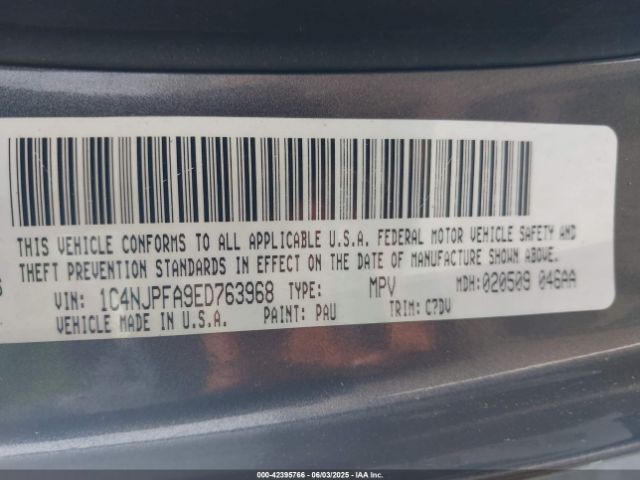 THIS VEHICLE CONFORMS TO ALL APPLICABLE U.S.A. FEDERAL MOTOR VEHICLE SAFETY AND
THEFT PREVENTION STANDARDS IN EFFECT ON THE DATE OF MANUFACTURE SHOWN ABOVE.
VIN: 1C4NJPFA9ED763968 TYPE: MPV MDH:020509 046AA
VEHICLE MADE IN U.S.A. PAINT: PAU TRIM: C7DV
000-42395766 - 06/03/2025 - IAA Corp.